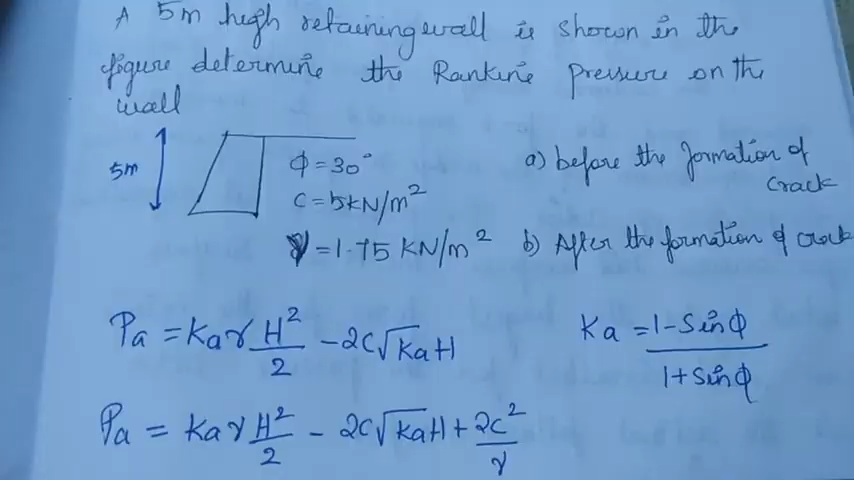 A 5m high retaining wall is shown in the
figure determine the Rankine pressure on the
wall
5m
ϕ = 30°
C = 5KN/m²
γ = 1.75 KN/m²
a) before the formation of
crack
b) After the formation of crack
Pa = Kaγ H²/2 - 2C√Ka H
Ka = 1-Sinϕ / 1+Sinϕ
Pa = Kaγ H²/2 - 2C√Ka H + 2C²/γ